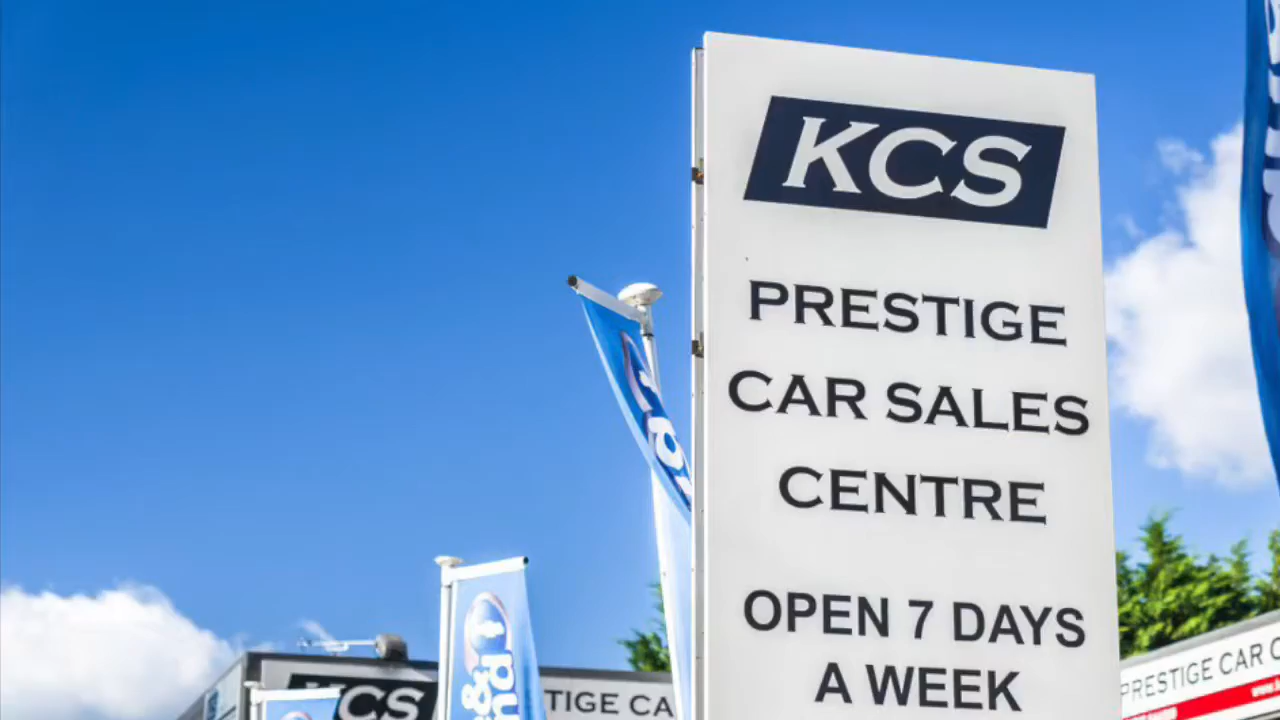 KCS
PRESTIGE
CAR SALES
CENTRE
OPEN 7 DAYS
A WEEK
KCS
TIGE CA
PRESTIGE CAR